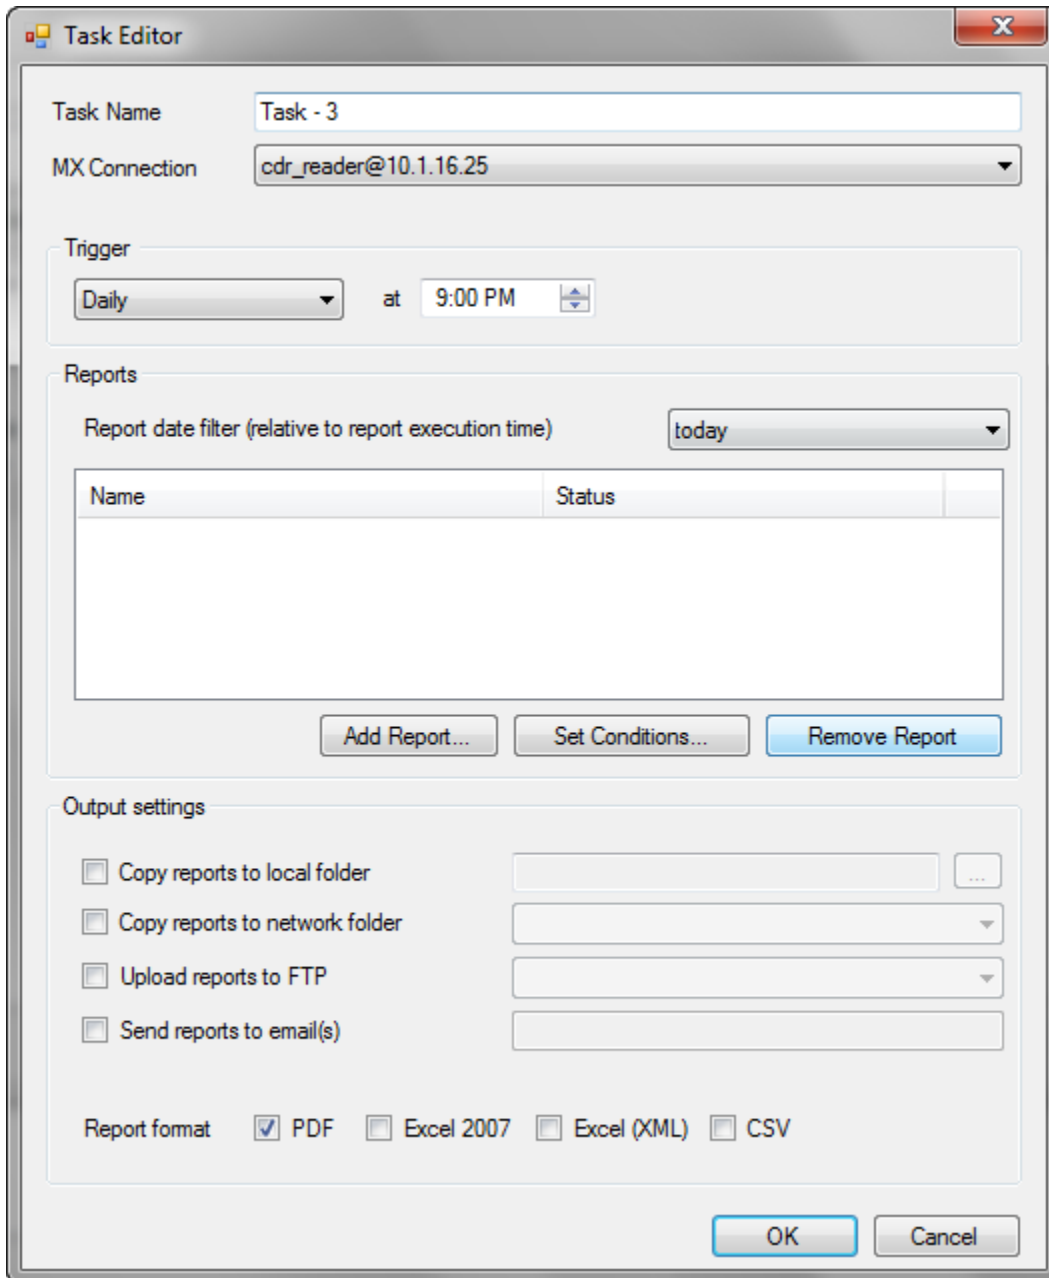 Task Editor
Task Name Task - 3
MX Connection cdr_reader@10.1.16.25
Trigger
Daily at 9:00 PM
Reports
Report date filter (relative to report execution time) today
Name Status
Add Report... Set Conditions... Remove Report
Output settings
Copy reports to local folder ...
Copy reports to network folder
Upload reports to FTP
Send reports to email(s)
Report format PDF Excel 2007 Excel (XML) CSV
OK Cancel